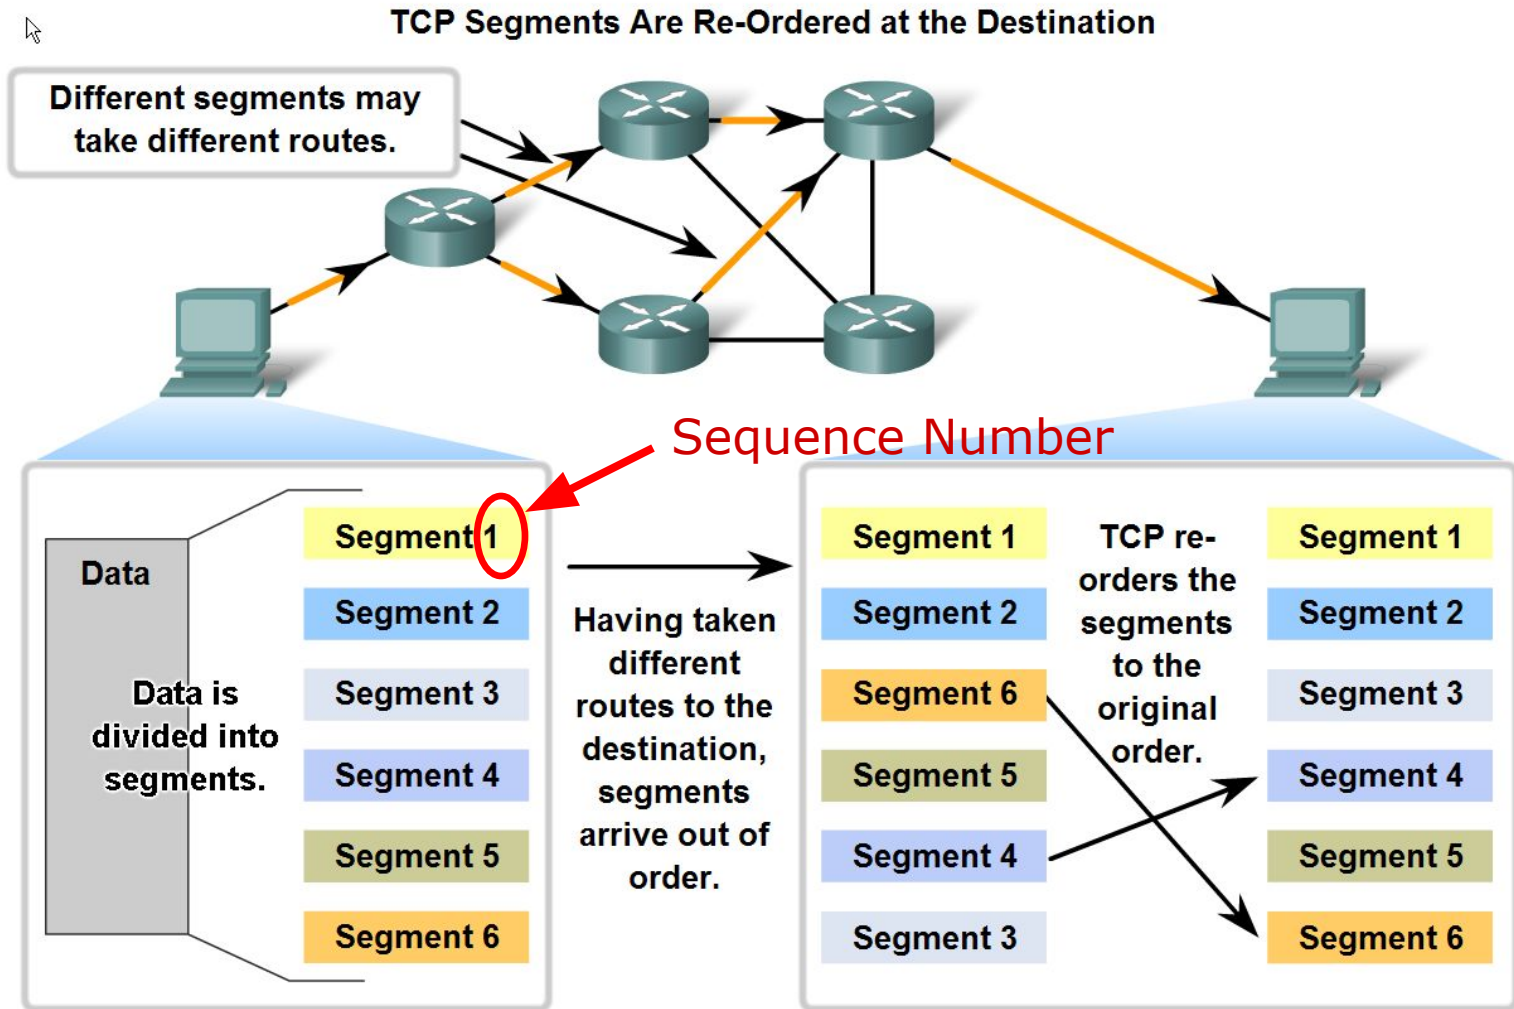 TCP Segments Are Re-Ordered at the Destination
Different segments may
take different routes.
Sequence Number
Data
Data is
divided into
segments.
Segment 1
Segment 2
Segment 3
Segment 4
Segment 5
Segment 6
Having taken
different
routes to the
destination,
segments
arrive out of
order.
Segment 1
Segment 2
Segment 6
Segment 5
Segment 4
Segment 3
TCP re-
orders the
segments
to the
original
order.
Segment 1
Segment 2
Segment 3
Segment 4
Segment 5
Segment 6